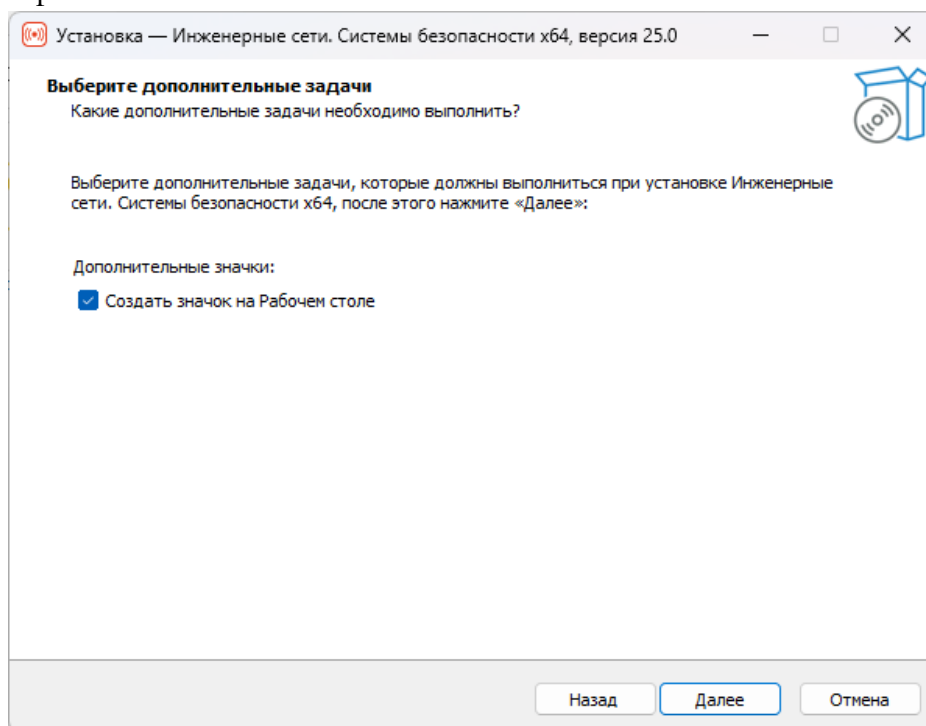 Установка — Инженерные сети. Системы безопасности x64, версия 25.0
Выберите дополнительные задачи
Какие дополнительные задачи необходимо выполнить?
Выберите дополнительные задачи, которые должны выполниться при установке Инженерные
сети. Системы безопасности x64, после этого нажмите «Далее»:
Дополнительные значки:
Создать значок на Рабочем столе
Назад
Далее
Отмена